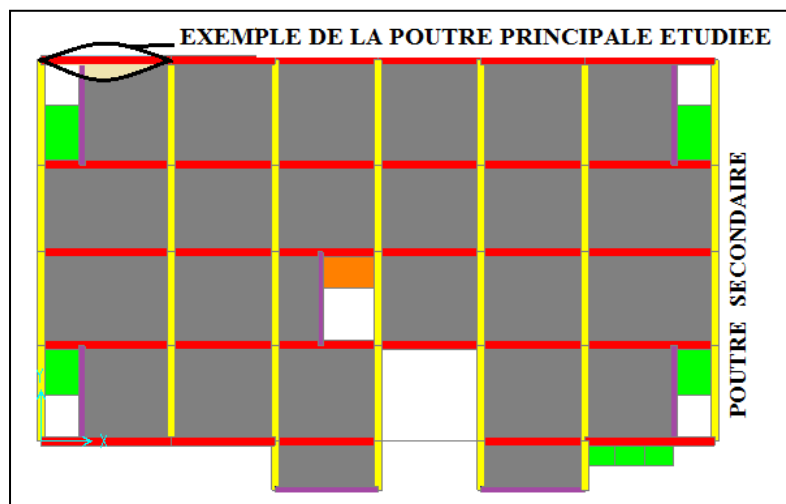 EXEMPLE DE LA POUTRE PRINCIPALE ETUDIEE
POUTRE SECONDAIRE
Y
X